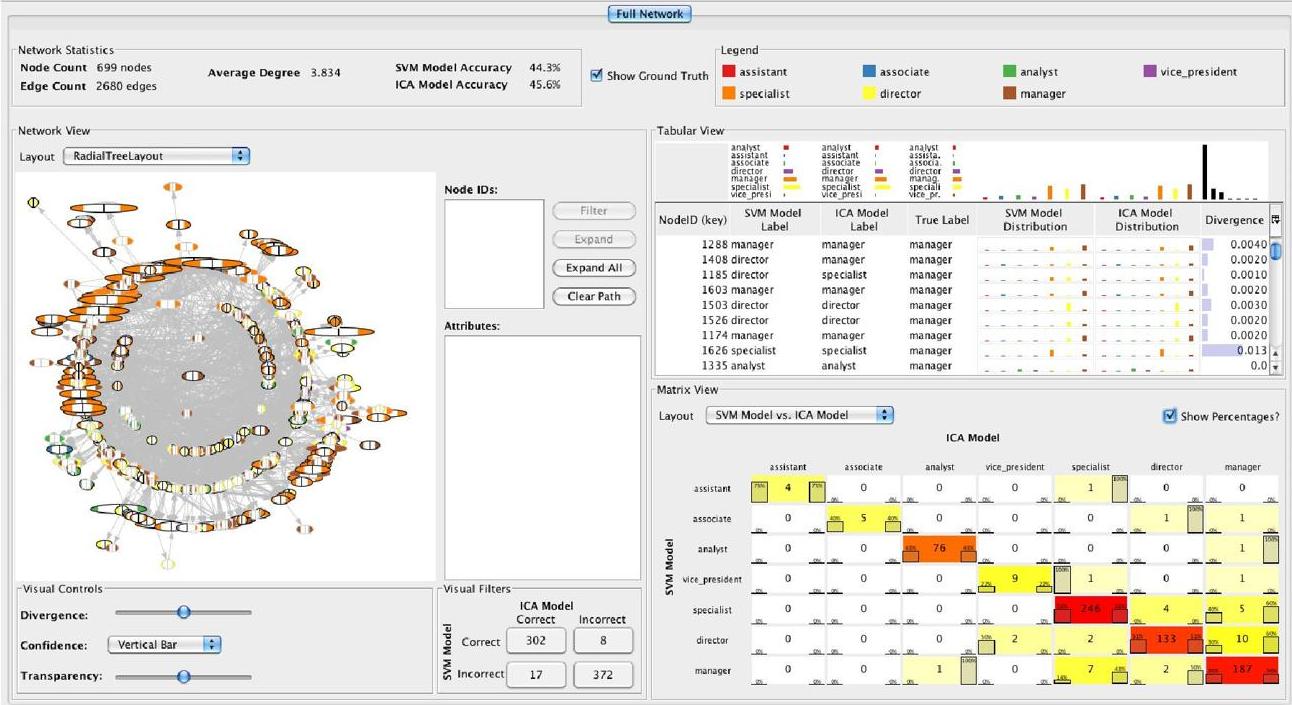 Full Network
Network Statistics
Node Count 699 nodes
Edge Count 2680 edges
Average Degree 3.834
SVM Model Accuracy 44.3%
ICA Model Accuracy 45.6%
Show Ground Truth
Legend
assistant associate analyst vice_president
specialist director manager
Network View
Layout RadialTreeLayout
Node IDs:
Filter
Expand
Expand All
Clear Path
Attributes:
Visual Controls
Divergence:
Confidence: Vertical Bar
Transparency:
Visual Filters
ICA Model
Correct Incorrect
SVM Model
Correct 302 8
Incorrect 17 372
Tabular View
analyst analyst analyst
assistant assistant assista.
associate associate associa.
director director director
manager manager manag.
specialist specialist speciali
vice_presi vice_presi vice_pr.
NodeID (key) SVM Model Label ICA Model Label True Label SVM Model Distribution ICA Model Distribution Divergence
1288 manager manager manager 0.0040
1408 director director manager 0.0020
1185 director specialist manager 0.0010
1603 manager manager manager 0.0020
1503 director director manager 0.0030
1526 director director manager 0.0020
1174 manager manager manager 0.0020
1626 specialist specialist manager 0.013
1335 analyst analyst manager 0.0
Matrix View
Layout SVM Model vs. ICA Model
Show Percentages?
ICA Model
assistant associate analyst vice_president specialist director manager
SVM Model
assistant 4 0 0 0 1 0 0
associate 0 5 0 0 0 1 1
analyst 0 0 76 0 0 0 1
vice_president 0 0 0 9 1 0 1
specialist 0 0 0 0 246 4 5
director 0 0 0 2 2 133 10
manager 0 0 1 0 7 2 187